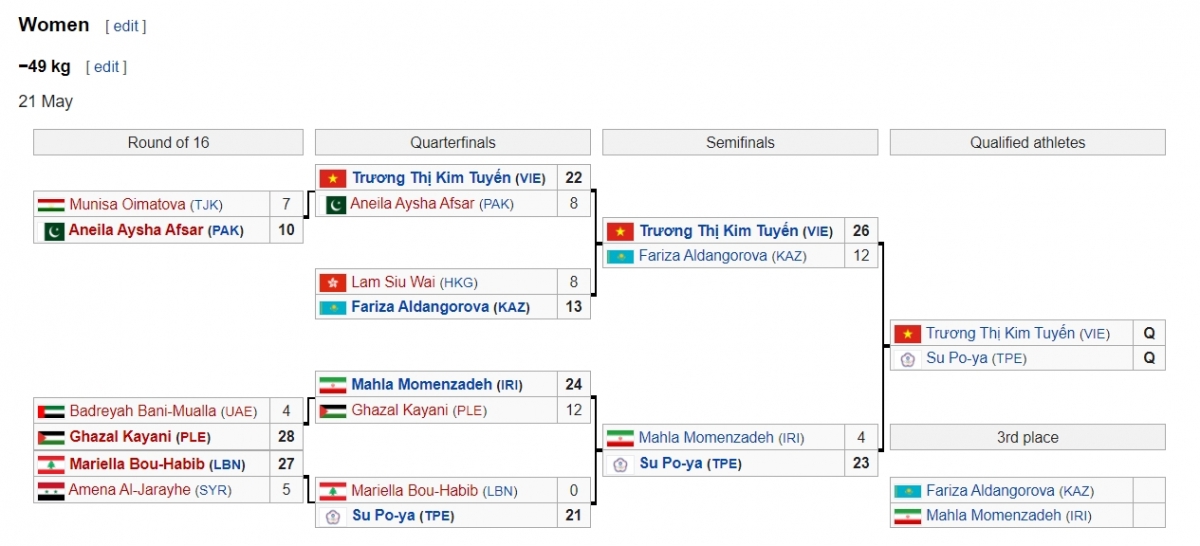 Women [ edit ]
−49 kg [ edit ]
21 May
Round of 16
Quarterfinals
Semifinals
Qualified athletes
Munisa Oimatova (TJK) 7
Aneila Aysha Afsar (PAK) 10
Badreyah Bani-Mualla (UAE) 4
Ghazal Kayani (PLE) 28
Mariella Bou-Habib (LBN) 27
Amena Al-Jarayhe (SYR) 5
Trương Thị Kim Tuyến (VIE) 22
Aneila Aysha Afsar (PAK) 8
Lam Siu Wai (HKG) 8
Fariza Aldangorova (KAZ) 13
Mahla Momenzadeh (IRI) 24
Ghazal Kayani (PLE) 12
Mariella Bou-Habib (LBN) 0
Su Po-ya (TPE) 21
Trương Thị Kim Tuyến (VIE) 26
Fariza Aldangorova (KAZ) 12
Mahla Momenzadeh (IRI) 4
Su Po-ya (TPE) 23
Trương Thị Kim Tuyến (VIE) Q
Su Po-ya (TPE) Q
3rd place
Fariza Aldangorova (KAZ)
Mahla Momenzadeh (IRI)